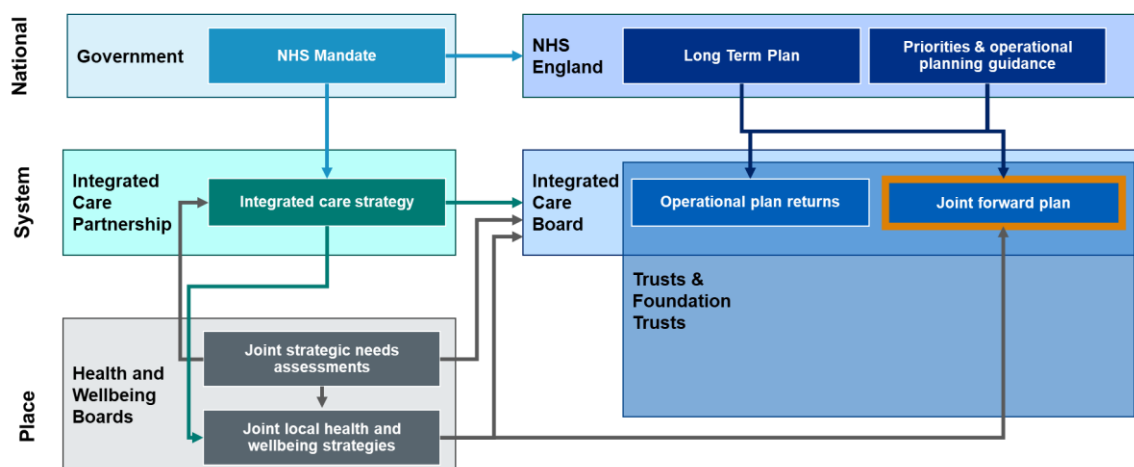 National
Government
NHS Mandate
NHS
England
Long Term Plan
Priorities & operational
planning guidance
System
Integrated
Care
Partnership
Integrated care strategy
Integrated
Care
Board
Operational plan returns
Joint forward plan
Trusts &
Foundation
Trusts
Place
Health and
Wellbeing
Boards
Joint strategic needs
assessments
Joint local health and
wellbeing strategies